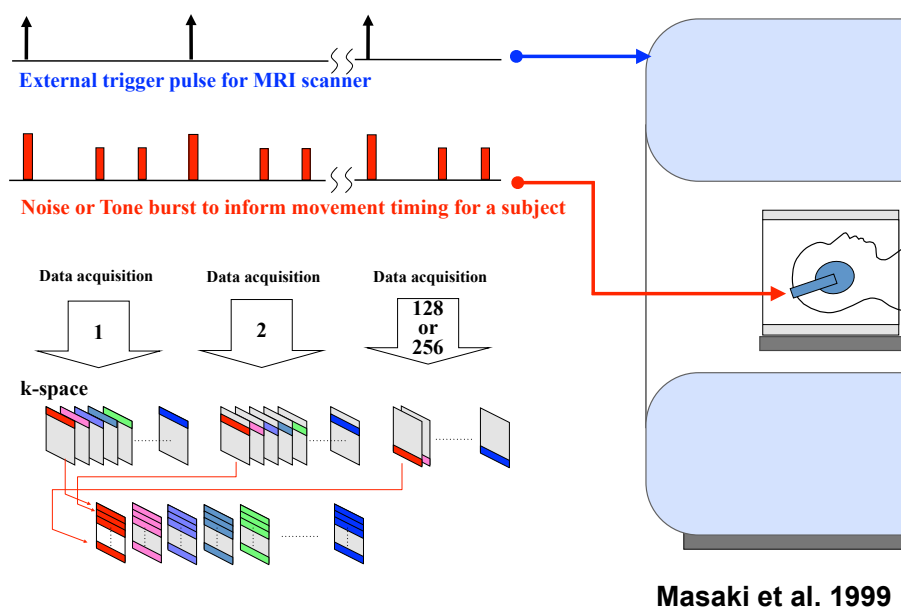 External trigger pulse for MRI scanner
Noise or Tone burst to inform movement timing for a subject
Data acquisition
1
Data acquisition
2
Data acquisition
128
or
256
k-space
Masaki et al. 1999